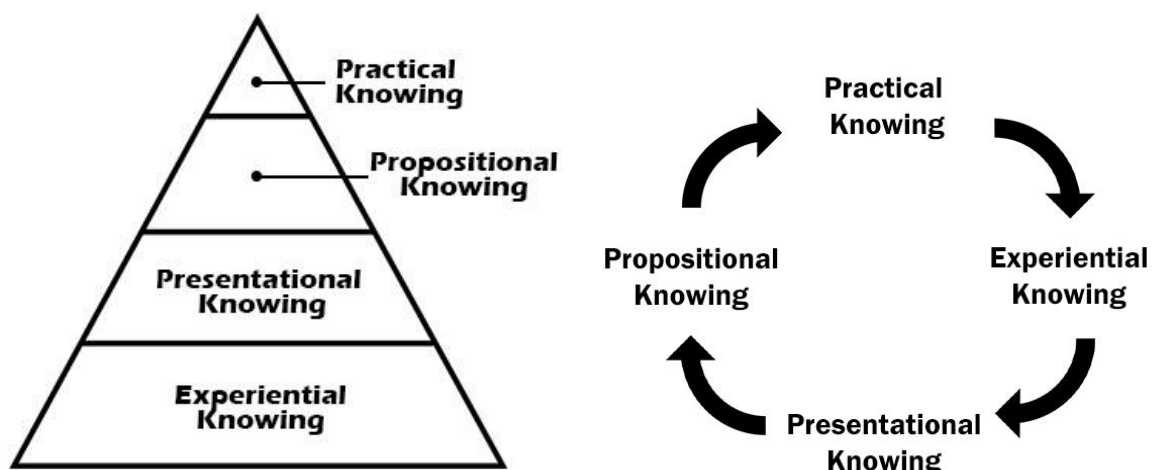 Practical
Knowing
Propositional
Knowing
Presentational
Knowing
Experiential
Knowing
Practical
Knowing
Experiential
Knowing
Presentational
Knowing
Propositional
Knowing